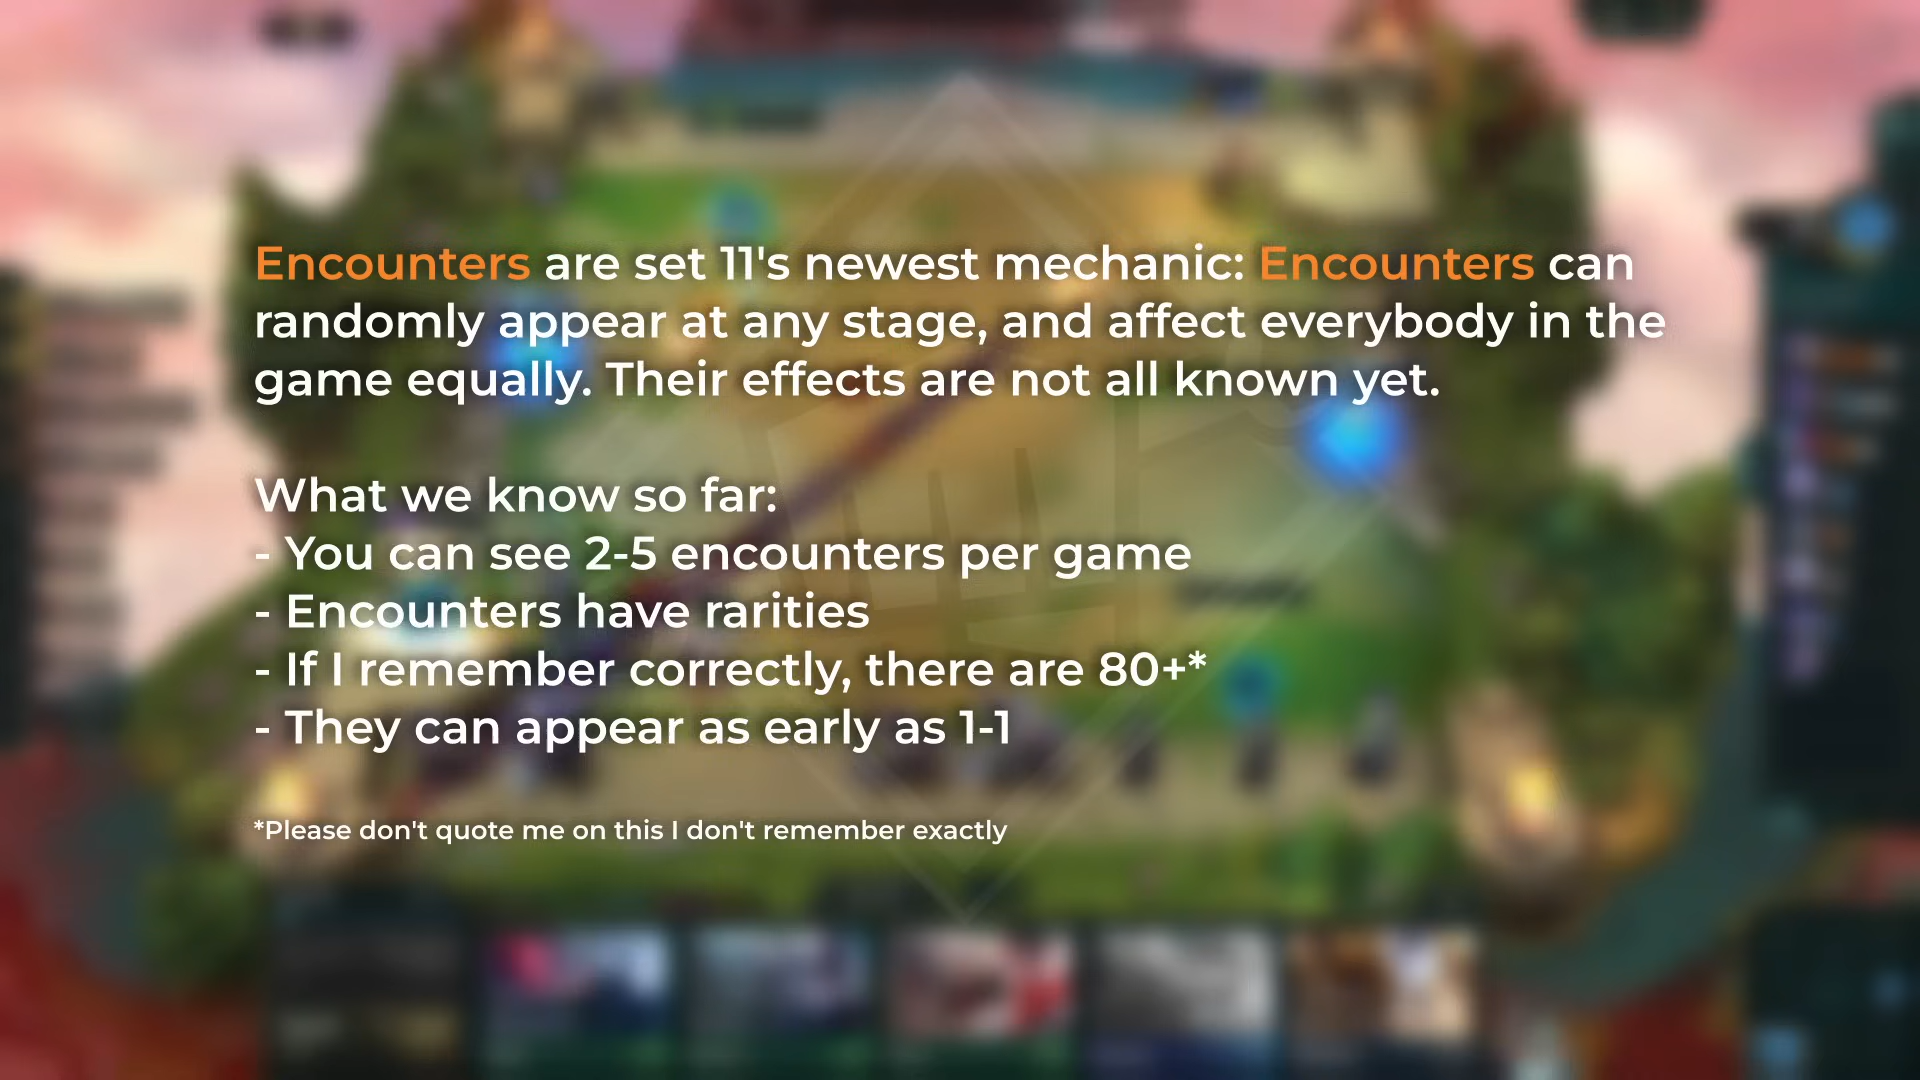 Encounters are set 11's newest mechanic: Encounters can
randomly appear at any stage, and affect everybody in the
game equally. Their effects are not all known yet.
What we know so far:
- You can see 2-5 encounters per game
- Encounters have rarities
- If I remember correctly, there are 80+*
- They can appear as early as 1-1
*Please don't quote me on this I don't remember exactly